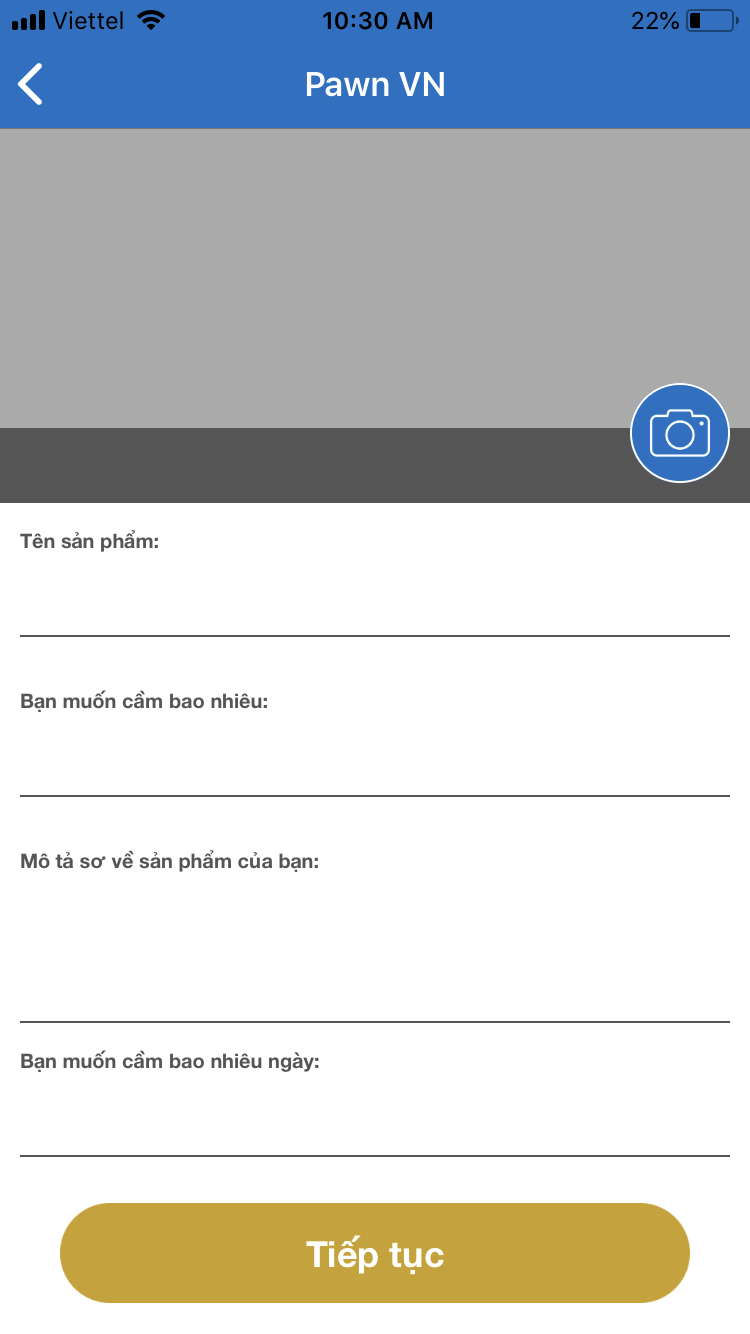 Viettel 10:30 AM 22%
Pawn VN
Tên sản phẩm:
Bạn muốn cầm bao nhiêu:
Mô tả sơ về sản phẩm của bạn:
Bạn muốn cầm bao nhiêu ngày:
Tiếp tục